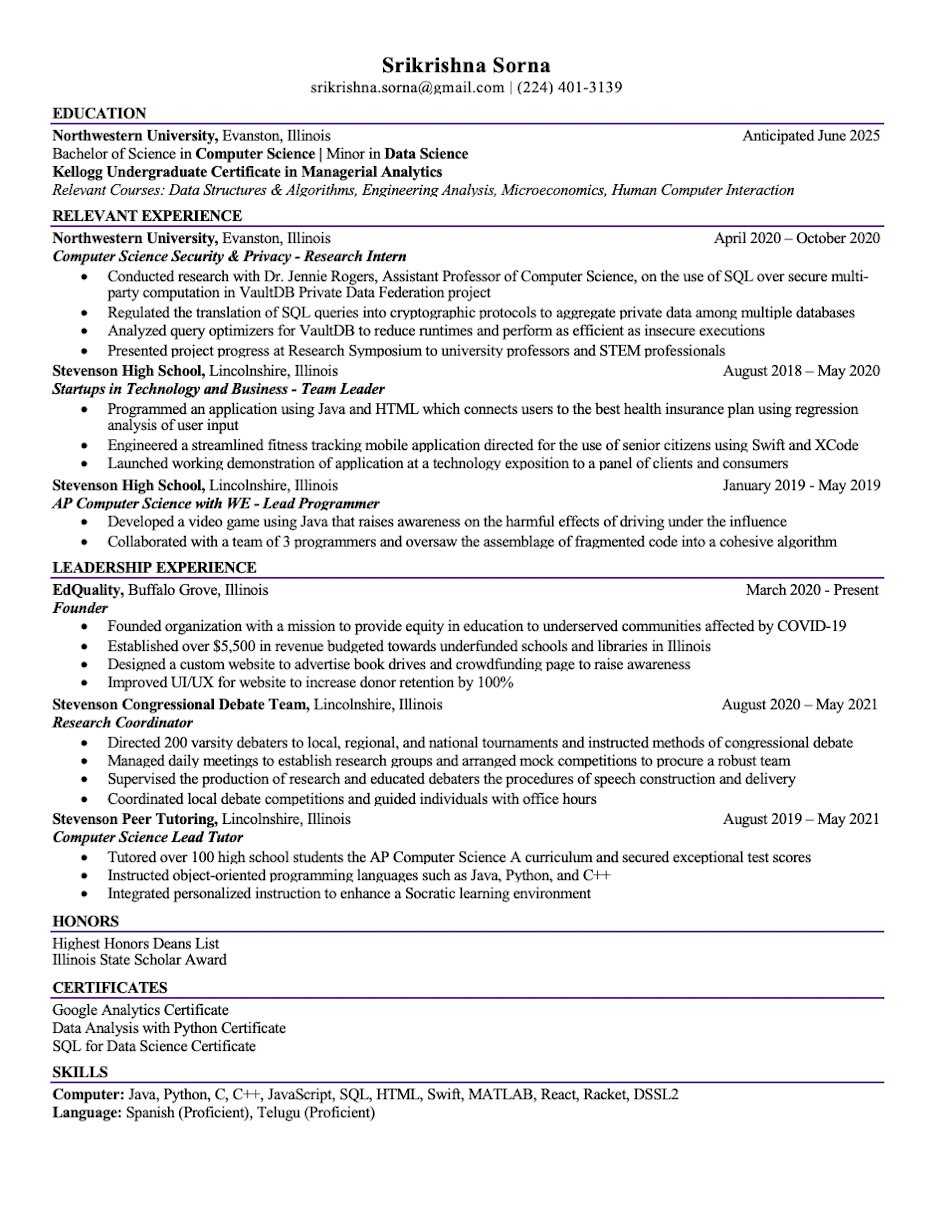 Srikrishna Sorna
srikrishna.sorna@gmail.com | (224) 401-3139
EDUCATION
Northwestern University, Evanston, Illinois Anticipated June 2025
Bachelor of Science in Computer Science | Minor in Data Science
Kellogg Undergraduate Certificate in Managerial Analytics
Relevant Courses: Data Structures & Algorithms, Engineering Analysis, Microeconomics, Human Computer Interaction
RELEVANT EXPERIENCE
Northwestern University, Evanston, Illinois April 2020 – October 2020
Computer Science Security & Privacy - Research Intern
• Conducted research with Dr. Jennie Rogers, Assistant Professor of Computer Science, on the use of SQL over secure multi-
party computation in VaultDB Private Data Federation project
• Regulated the translation of SQL queries into cryptographic protocols to aggregate private data among multiple databases
• Analyzed query optimizers for VaultDB to reduce runtimes and perform as efficient as insecure executions
• Presented project progress at Research Symposium to university professors and STEM professionals
Stevenson High School, Lincolnshire, Illinois August 2018 – May 2020
Startups in Technology and Business - Team Leader
• Programmed an application using Java and HTML which connects users to the best health insurance plan using regression
analysis of user input
• Engineered a streamlined fitness tracking mobile application directed for the use of senior citizens using Swift and XCode
• Launched working demonstration of application at a technology exposition to a panel of clients and consumers
Stevenson High School, Lincolnshire, Illinois January 2019 - May 2019
AP Computer Science with WE - Lead Programmer
• Developed a video game using Java that raises awareness on the harmful effects of driving under the influence
• Collaborated with a team of 3 programmers and oversaw the assemblage of fragmented code into a cohesive algorithm
LEADERSHIP EXPERIENCE
EdQuality, Buffalo Grove, Illinois March 2020 - Present
Founder
• Founded organization with a mission to provide equity in education to underserved communities affected by COVID-19
• Established over $5,500 in revenue budgeted towards underfunded schools and libraries in Illinois
• Designed a custom website to advertise book drives and crowdfunding page to raise awareness
• Improved UI/UX for website to increase donor retention by 100%
Stevenson Congressional Debate Team, Lincolnshire, Illinois August 2020 – May 2021
Research Coordinator
• Directed 200 varsity debaters to local, regional, and national tournaments and instructed methods of congressional debate
• Managed daily meetings to establish research groups and arranged mock competitions to procure a robust team
• Supervised the production of research and educated debaters the procedures of speech construction and delivery
• Coordinated local debate competitions and guided individuals with office hours
Stevenson Peer Tutoring, Lincolnshire, Illinois August 2019 – May 2021
Computer Science Lead Tutor
• Tutored over 100 high school students the AP Computer Science A curriculum and secured exceptional test scores
• Instructed object-oriented programming languages such as Java, Python, and C++
• Integrated personalized instruction to enhance a Socratic learning environment
HONORS
Highest Honors Deans List
Illinois State Scholar Award
CERTIFICATES
Google Analytics Certificate
Data Analysis with Python Certificate
SQL for Data Science Certificate
SKILLS
Computer: Java, Python, C, C++, JavaScript, SQL, HTML, Swift, MATLAB, React, Racket, DSSL2
Language: Spanish (Proficient), Telugu (Proficient)